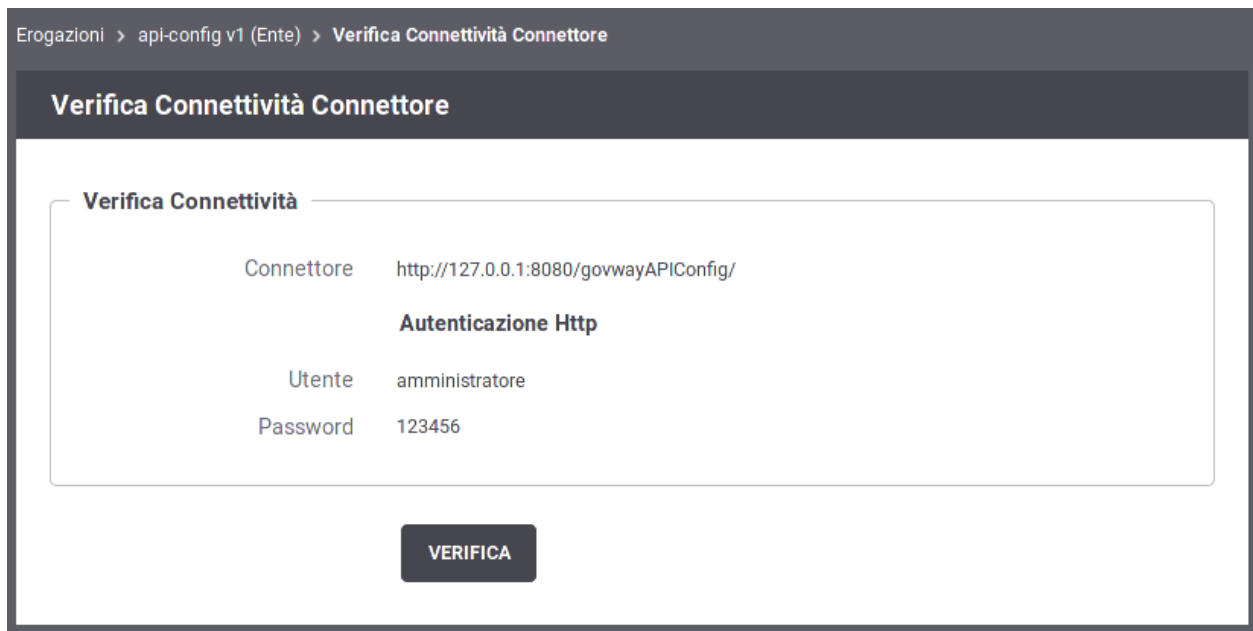 Erogazioni > api-config v1 (Ente) > Verifica Connettività Connettore
Verifica Connettività Connettore
Verifica Connettività
Connettore http://127.0.0.1:8080/govwayAPIConfig/
Autenticazione Http
Utente amministratore
Password 123456
VERIFICA